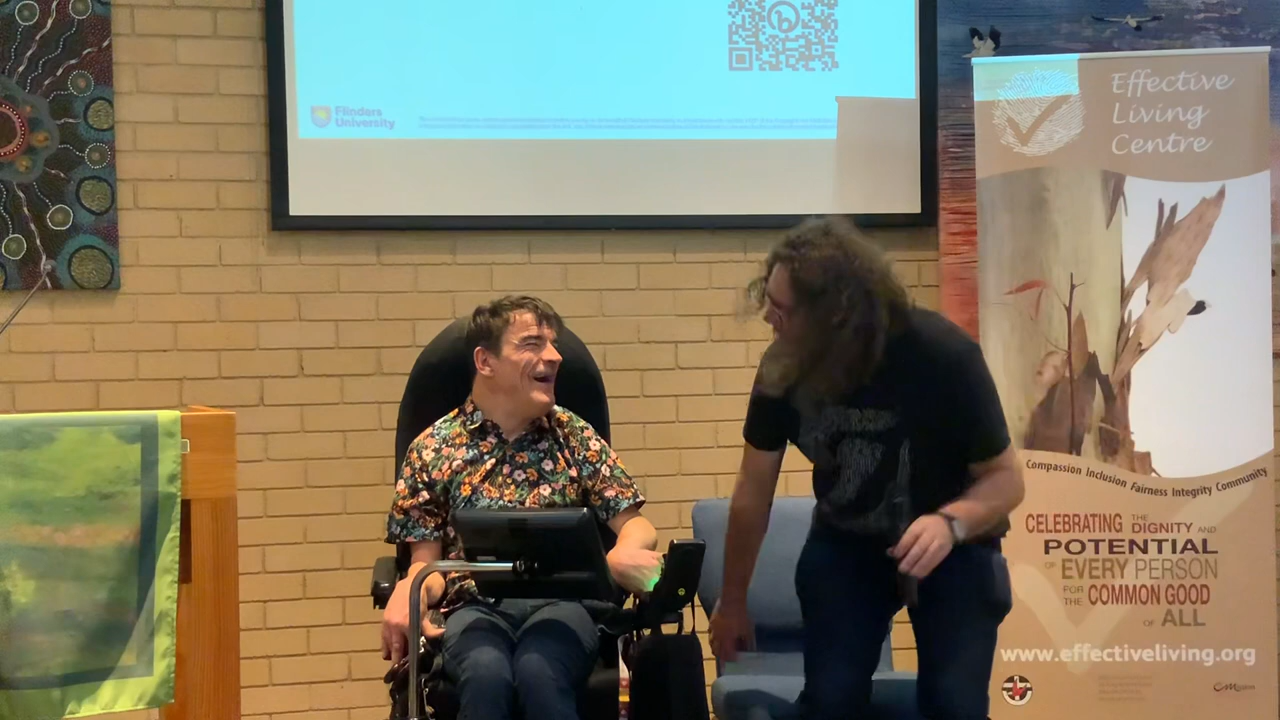 Flinders
University
Effective
Living
Centre
Compassion Inclusion Fairness Integrity Community
CELEBRATING THE DIGNITY AND
POTENTIAL
OF EVERY PERSON
FOR THE COMMON GOOD
OF ALL
www.effectiveliving.org